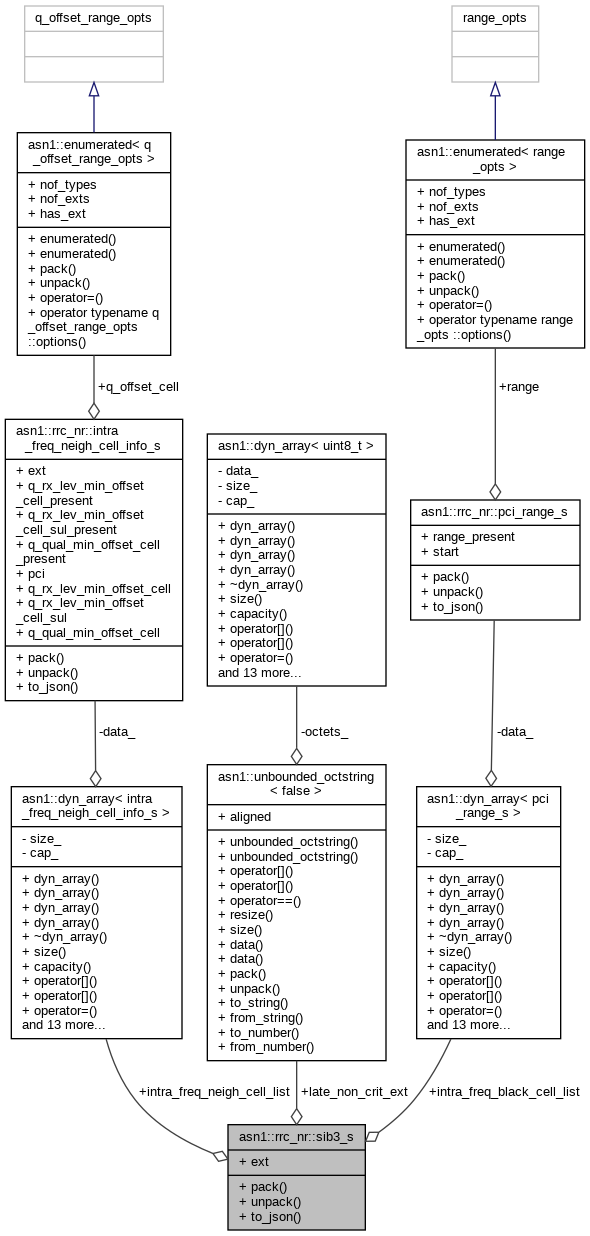 q_offset_range_opts
range_opts
asn1::enumerated< q
_offset_range_opts >
+ nof_types
+ nof_exts
+ has_ext
+ enumerated()
+ enumerated()
+ pack()
+ unpack()
+ operator=()
+ operator typename q
_offset_range_opts
::options()
asn1::enumerated< range
_opts >
+ nof_types
+ nof_exts
+ has_ext
+ enumerated()
+ enumerated()
+ pack()
+ unpack()
+ operator=()
+ operator typename range
_opts ::options()
+q_offset_cell
+range
asn1::rrc_nr::intra
_freq_neigh_cell_info_s
+ ext
+ q_rx_lev_min_offset
_cell_present
+ q_rx_lev_min_offset
_cell_sul_present
+ q_qual_min_offset_cell
_present
+ pci
+ q_rx_lev_min_offset_cell
+ q_rx_lev_min_offset
_cell_sul
+ q_qual_min_offset_cell
+ pack()
+ unpack()
+ to_json()
asn1::dyn_array< uint8_t >
- data_
- size_
- cap_
+ dyn_array()
+ dyn_array()
+ dyn_array()
+ dyn_array()
+ ~dyn_array()
+ size()
+ capacity()
+ operator[]()
+ operator[]()
+ operator=()
and 13 more...
asn1::rrc_nr::pci_range_s
+ range_present
+ start
+ pack()
+ unpack()
+ to_json()
-data_
-octets_
-data_
asn1::dyn_array< intra
_freq_neigh_cell_info_s >
- size_
- cap_
+ dyn_array()
+ dyn_array()
+ dyn_array()
+ dyn_array()
+ ~dyn_array()
+ size()
+ capacity()
+ operator[]()
+ operator[]()
+ operator=()
and 13 more...
asn1::unbounded_octstring
< false >
+ aligned
+ unbounded_octstring()
+ unbounded_octstring()
+ operator[]()
+ operator[]()
+ operator==()
+ resize()
+ size()
+ data()
+ data()
+ pack()
+ unpack()
+ to_string()
+ from_string()
+ to_number()
+ from_number()
asn1::dyn_array< pci
_range_s >
- size_
- cap_
+ dyn_array()
+ dyn_array()
+ dyn_array()
+ dyn_array()
+ ~dyn_array()
+ size()
+ capacity()
+ operator[]()
+ operator[]()
+ operator=()
and 13 more...
+intra_freq_neigh_cell_list
+late_non_crit_ext
+intra_freq_black_cell_list
asn1::rrc_nr::sib3_s
+ ext
+ pack()
+ unpack()
+ to_json()